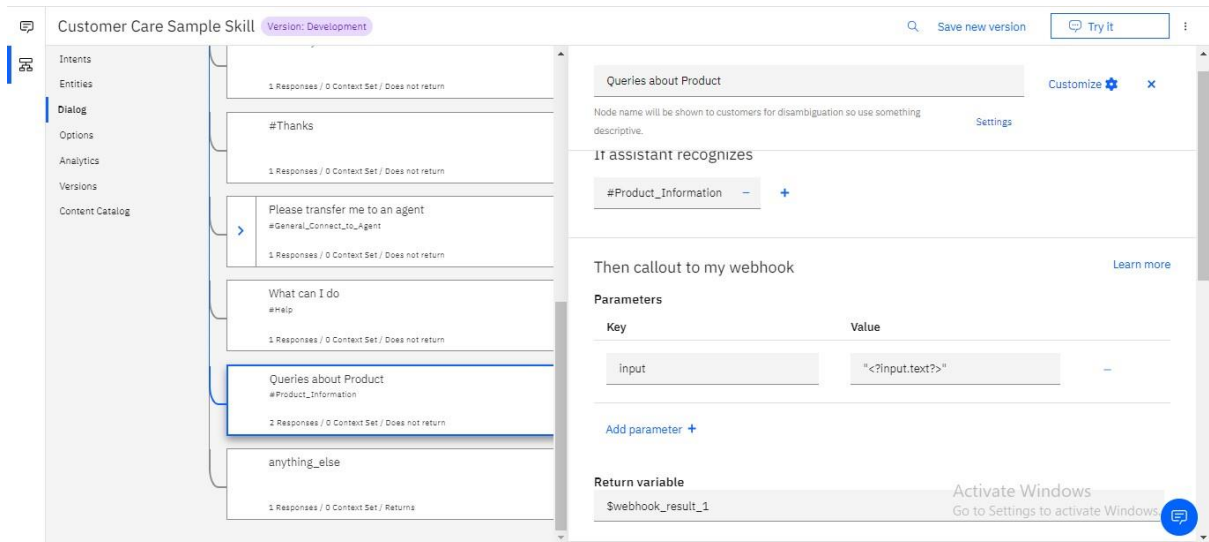 Customer Care Sample Skill Version: Development
Save new version
Try it
Intents
Entities
Dialog
Options
Analytics
Versions
Content Catalog
1 Responses / 0 Context Set / Does not return
#Thanks
1 Responses / 0 Context Set / Does not return
Please transfer me to an agent
#General_Connect_to_Agent
1 Responses / 0 Context Set / Does not return
What can I do
#Help
1 Responses / 0 Context Set / Does not return
Queries about Product
#Product_Information
2 Responses / 0 Context Set / Does not return
anything_else
1 Responses / 0 Context Set / Returns
Queries about Product
Customize
Node name will be shown to customers for disambiguation so use something
descriptive.
Settings
If assistant recognizes
#Product_Information
Then callout to my webhook
Learn more
Parameters
Key Value
input "<?input.text?>"
Add parameter +
Return variable
$webhook_result_1
Activate Windows
Go to Settings to activate Windows.